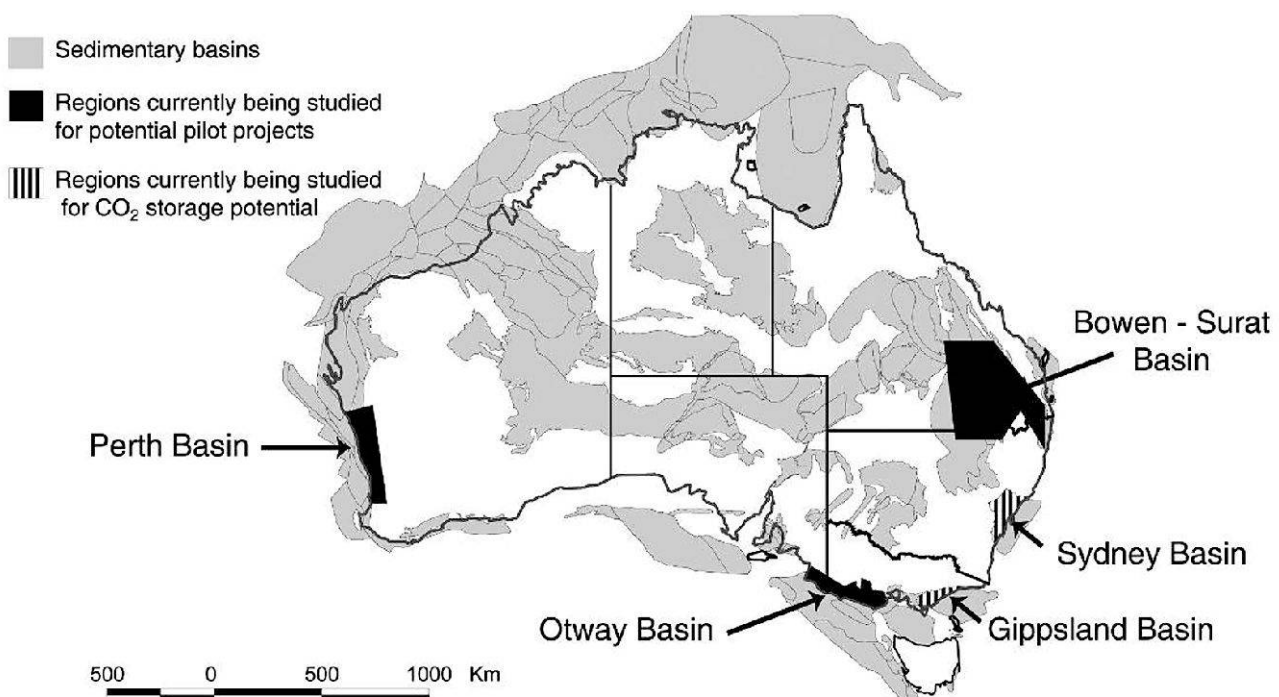 Sedimentary basins
Regions currently being studied
for potential pilot projects
Regions currently being studied
for CO₂ storage potential
Bowen - Surat
Basin
Perth Basin
Sydney Basin
Otway Basin
Gippsland Basin
500 0 500 1000 Km